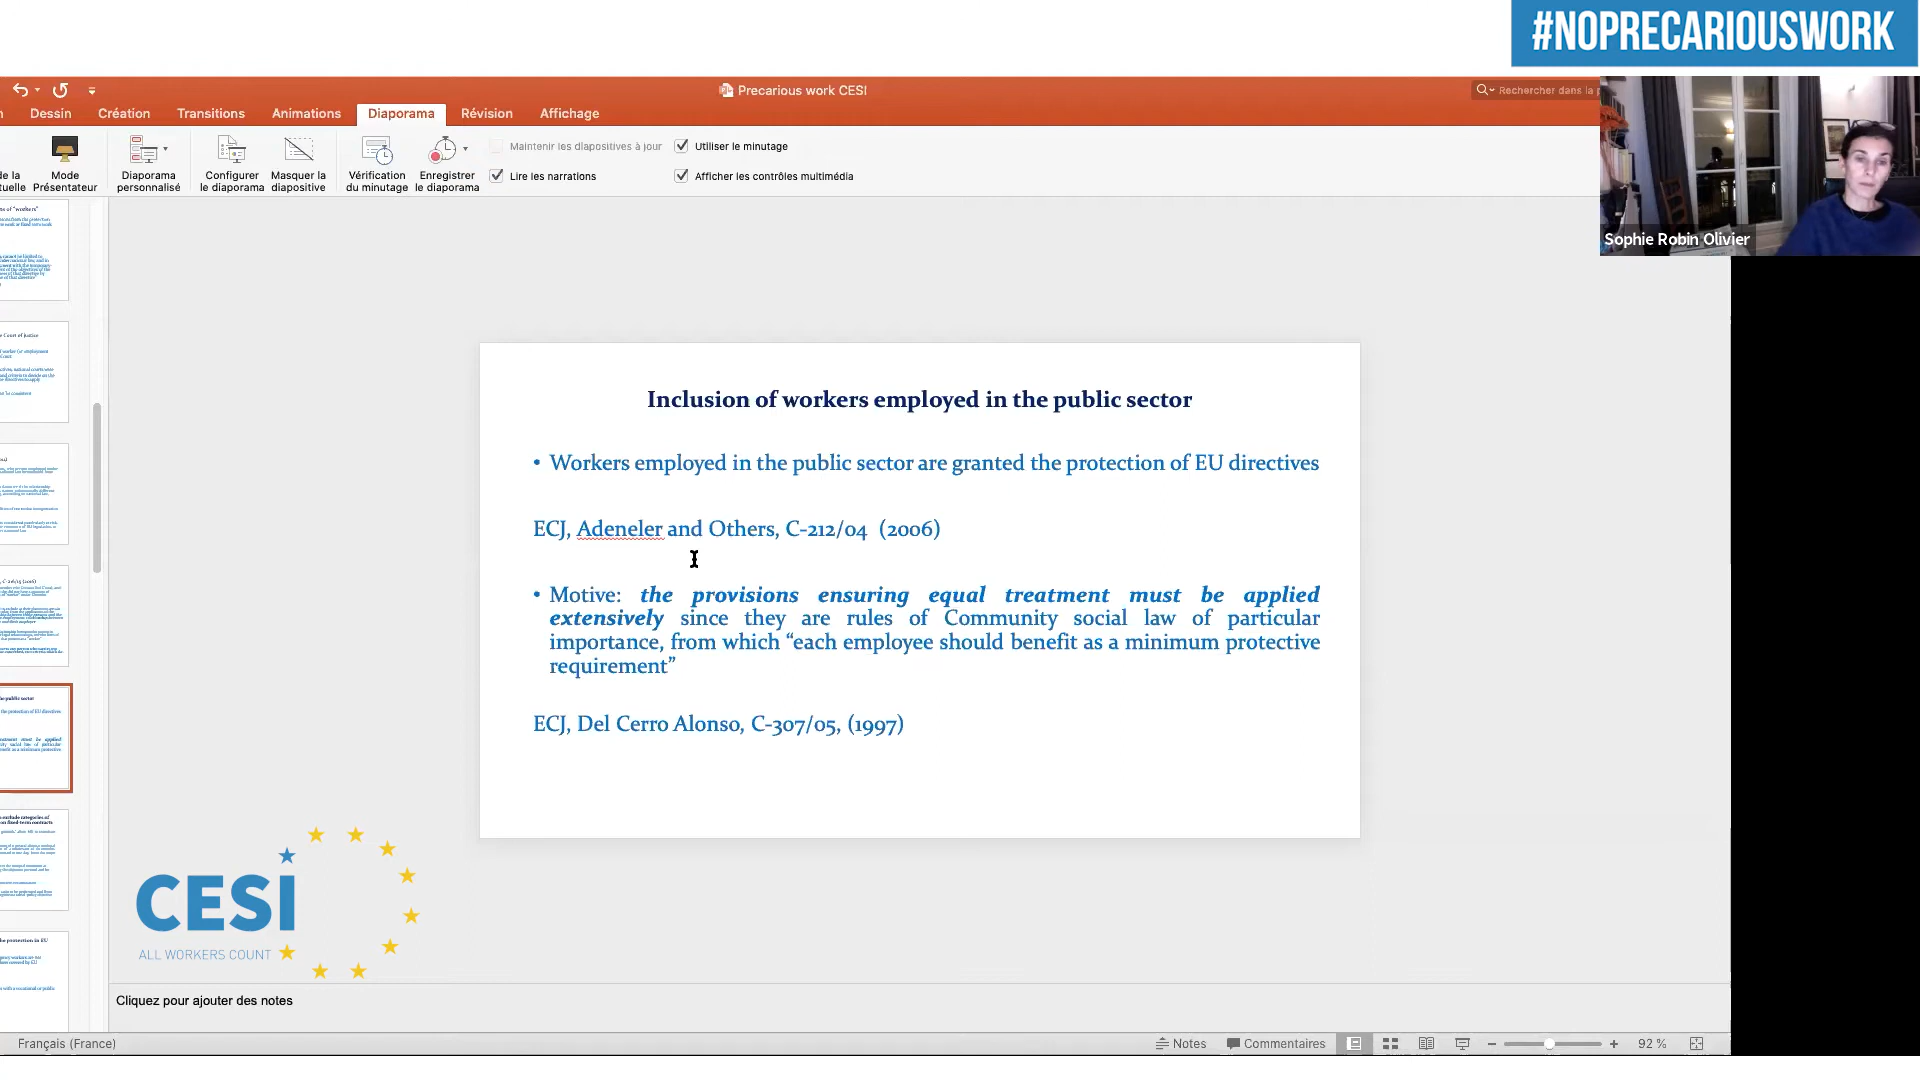 #NOPRECARIOUSWORK
Precarious work CESI
Rechercher dans la p
Dessin Création Transitions Animations Diaporama Révision Affichage
Maintenir les diapositives à jour
Utiliser le minutage
de la
tuelle
Mode
Présentateur
Diaporama
personnalisé
Configurer
le diaporama
Masquer la
diapositive
Vérification
du minutage
Enregistrer
le diaporama
Lire les narrations
Afficher les contrôles multimédia
Sophie Robin Olivier
Inclusion of workers employed in the public sector
• Workers employed in the public sector are granted the protection of EU directives
ECJ, Adeneler and Others, C-212/04 (2006)
• Motive: the provisions ensuring equal treatment must be applied
extensively since they are rules of Community social law of particular
importance, from which “each employee should benefit as a minimum protective
requirement”
ECJ, Del Cerro Alonso, C-307/05, (1997)
CESI
ALL WORKERS COUNT
Cliquez pour ajouter des notes
Français (France)
Notes
Commentaires
92 %